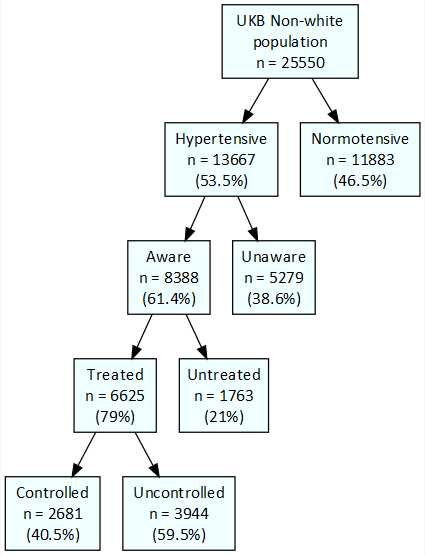 UKB Non-white
population
n = 25550
Hypertensive
n = 13667
(53.5%)
Normotensive
n = 11883
(46.5%)
Aware
n = 8388
(61.4%)
Unaware
n = 5279
(38.6%)
Treated
n = 6625
(79%)
Untreated
n = 1763
(21%)
Controlled
n = 2681
(40.5%)
Uncontrolled
n = 3944
(59.5%)